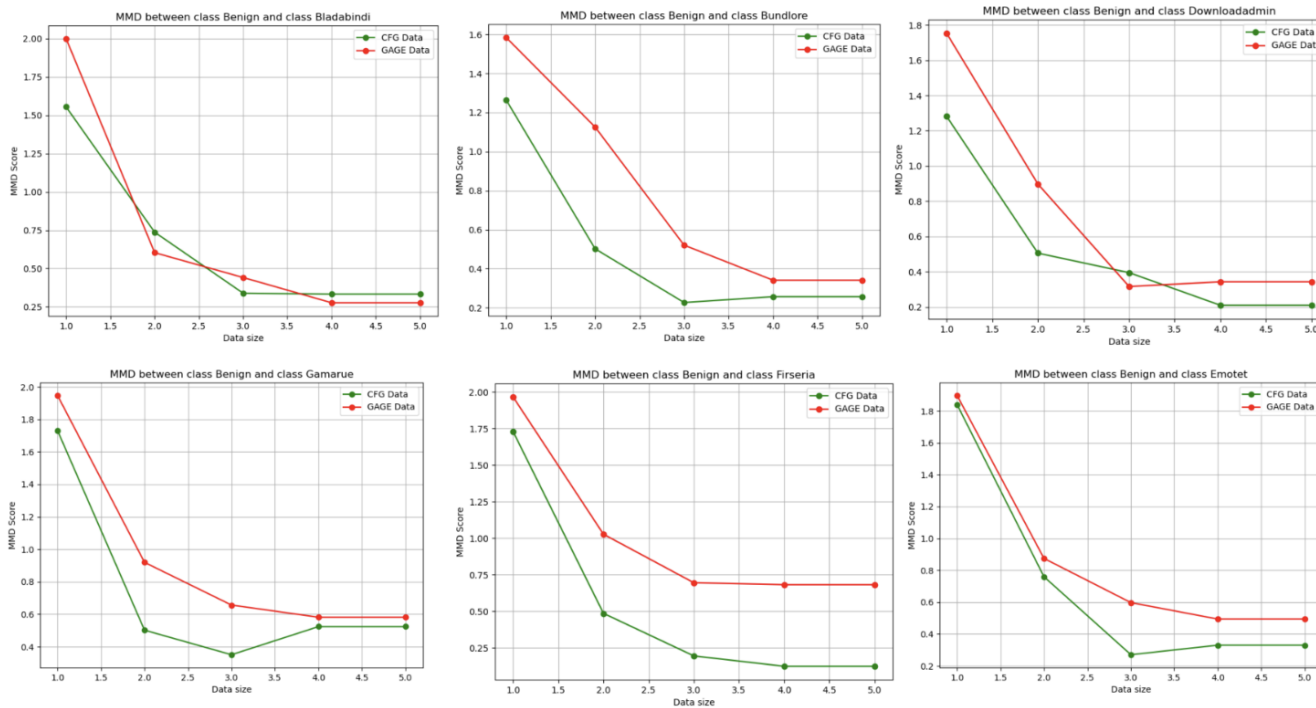 MMD between class Benign and class Bladabindi
CFG Data
GAGE Data
MMD Score
2.00
1.75
1.50
1.25
1.00
0.75
0.50
0.25
1.0 1.5 2.0 2.5 3.0 3.5 4.0 4.5 5.0
Data size
MMD between class Benign and class Bundlore
CFG Data
GAGE Data
MMD Score
1.6
1.4
1.2
1.0
0.8
0.6
0.4
0.2
1.0 1.5 2.0 2.5 3.0 3.5 4.0 4.5 5.0
Data size
MMD between class Benign and class Downloadadmin
CFG Data
GAGE Data
MMD Score
1.8
1.6
1.4
1.2
1.0
0.8
0.6
0.4
0.2
1.0 1.5 2.0 2.5 3.0 3.5 4.0 4.5 5.0
Data size
MMD between class Benign and class Gamarue
CFG Data
GAGE Data
MMD Score
2.0
1.8
1.6
1.4
1.2
1.0
0.8
0.6
0.4
1.0 1.5 2.0 2.5 3.0 3.5 4.0 4.5 5.0
Data size
MMD between class Benign and class Firseria
CFG Data
GAGE Data
MMD Score
2.00
1.75
1.50
1.25
1.00
0.75
0.50
0.25
1.0 1.5 2.0 2.5 3.0 3.5 4.0 4.5 5.0
Data size
MMD between class Benign and class Emotet
CFG Data
GAGE Data
MMD Score
1.8
1.6
1.4
1.2
1.0
0.8
0.6
0.4
0.2
1.0 1.5 2.0 2.5 3.0 3.5 4.0 4.5 5.0
Data size